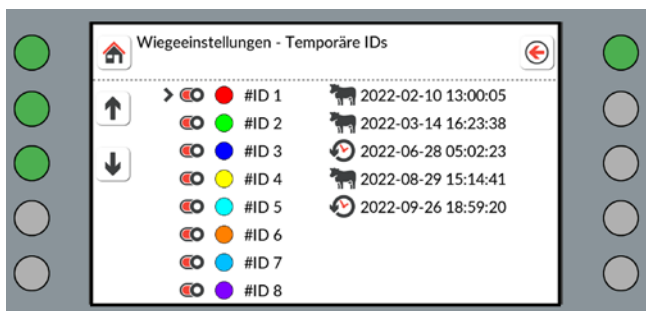 Wiegeeinstellungen - Temporäre IDs
#ID 1 2022-02-10 13:00:05
#ID 2 2022-03-14 16:23:38
#ID 3 2022-06-28 05:02:23
#ID 4 2022-08-29 15:14:41
#ID 5 2022-09-26 18:59:20
#ID 6
#ID 7
#ID 8